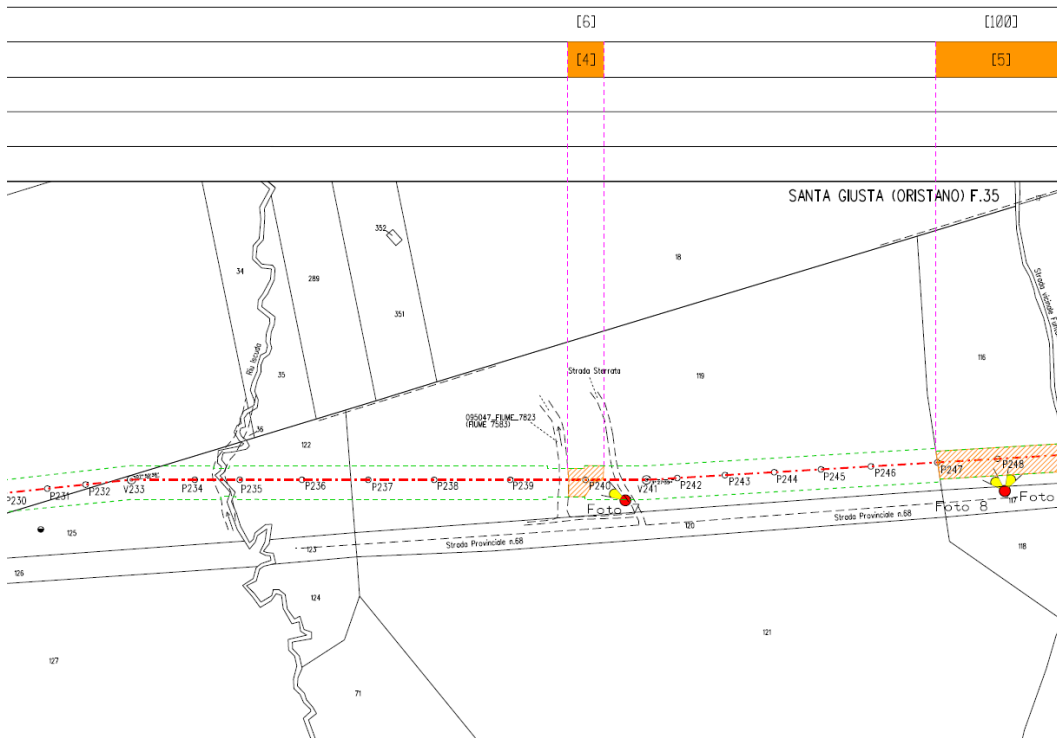 [6]
[100]
[4]
[5]
SANTA GIUSTA (ORISTANO) F.35
352
34
289
18
351
Rio Iscuda
35
36
Strada Sterrata
119
116
095047_FIUME_7823
(FIUME 7583)
122
P230
P231
P232
V233
P234
P235
P236
P237
P238
P239
P240
V241
P242
P243
P244
P245
P246
P247
P248
Foto
Foto 8
Foto
117
125
123
Strada Provinciale n.68
120
Strada Provinciale n.68
118
126
124
127
121
71